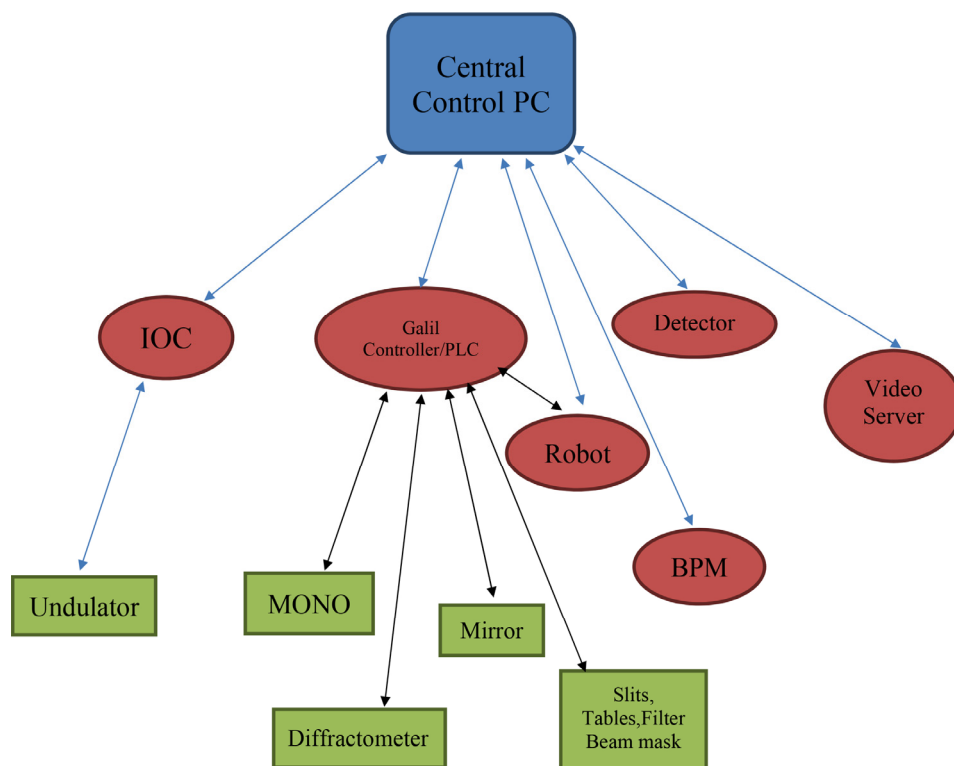 Central
Control PC
IOC
Galil
Controller/PLC
Detector
Video
Server
Robot
BPM
Undulator
MONO
Mirror
Diffractometer
Slits,
Tables,Filter
Beam mask